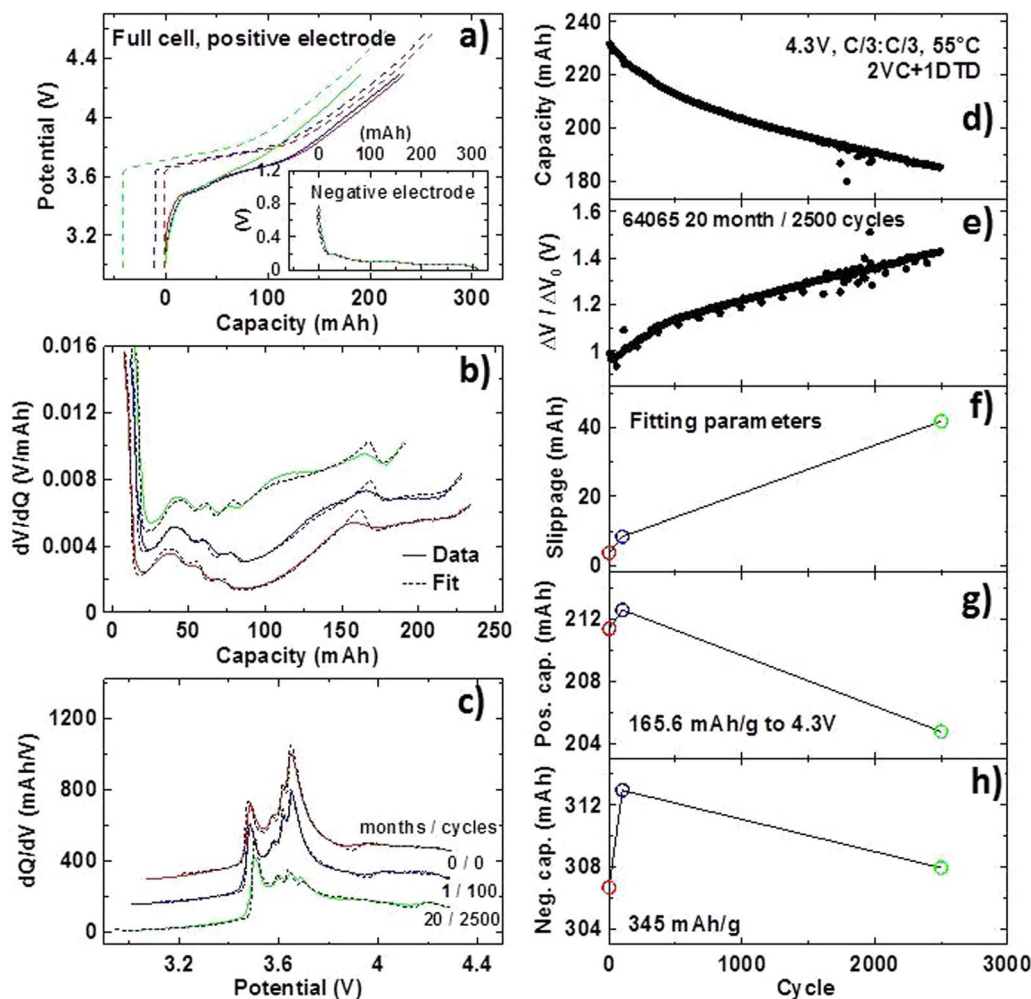 Full cell, positive electrode
a)
4.4
4.0
3.6
3.2
Potential (V)
(mAh)
0 100 200 300
1.2
0.8
0.4
0
(V)
Negative electrode
0 100 200 300
Capacity (mAh)
b)
0.016
0.012
0.008
0.004
0
dV/dQ (V/mAh)
Data
Fit
0 50 100 150 200 250
Capacity (mAh)
c)
1200
800
400
0
dQ/dV (mAh/V)
months / cycles
0 / 0
1 / 100
20 / 2500
3.2 3.6 4 4.4
Potential (V)
0 1000 2000 3000
4.3V, C/3:C/3, 55°C
2VC+1DTD
d)
240
220
200
180
Capacity (mAh)
64065 20 month / 2500 cycles
e)
1.6
1.4
1.2
1
ΔV / ΔV₀ (V)
f)
Fitting parameters
40
20
0
Slippage (mAh)
g)
212
208
204
Pos. cap. (mAh)
165.6 mAh/g to 4.3V
h)
312
308
304
Neg. cap. (mAh)
345 mAh/g
0 1000 2000 3000
Cycle